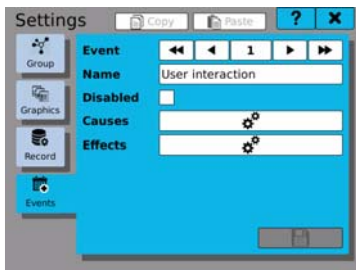 Settings
Copy
Paste
?
Group
Graphics
Record
Events
Event
1
Name
User interaction
Disabled
Causes
Effects